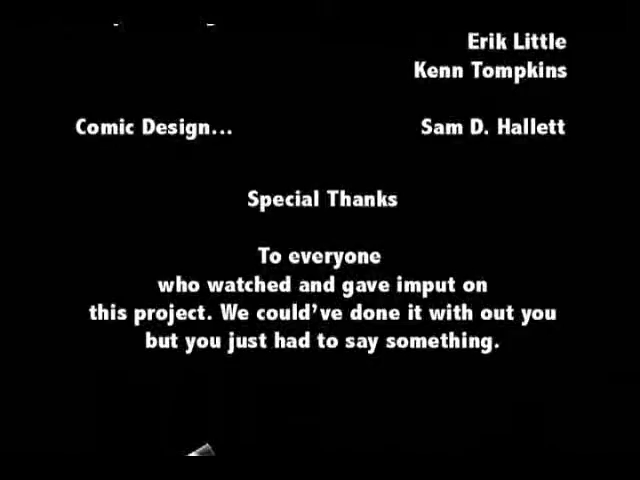 Erik Little
Kenn Tompkins
Comic Design... Sam D. Hallett
Special Thanks
To everyone
who watched and gave imput on
this project. We could've done it with out you
but you just had to say something.